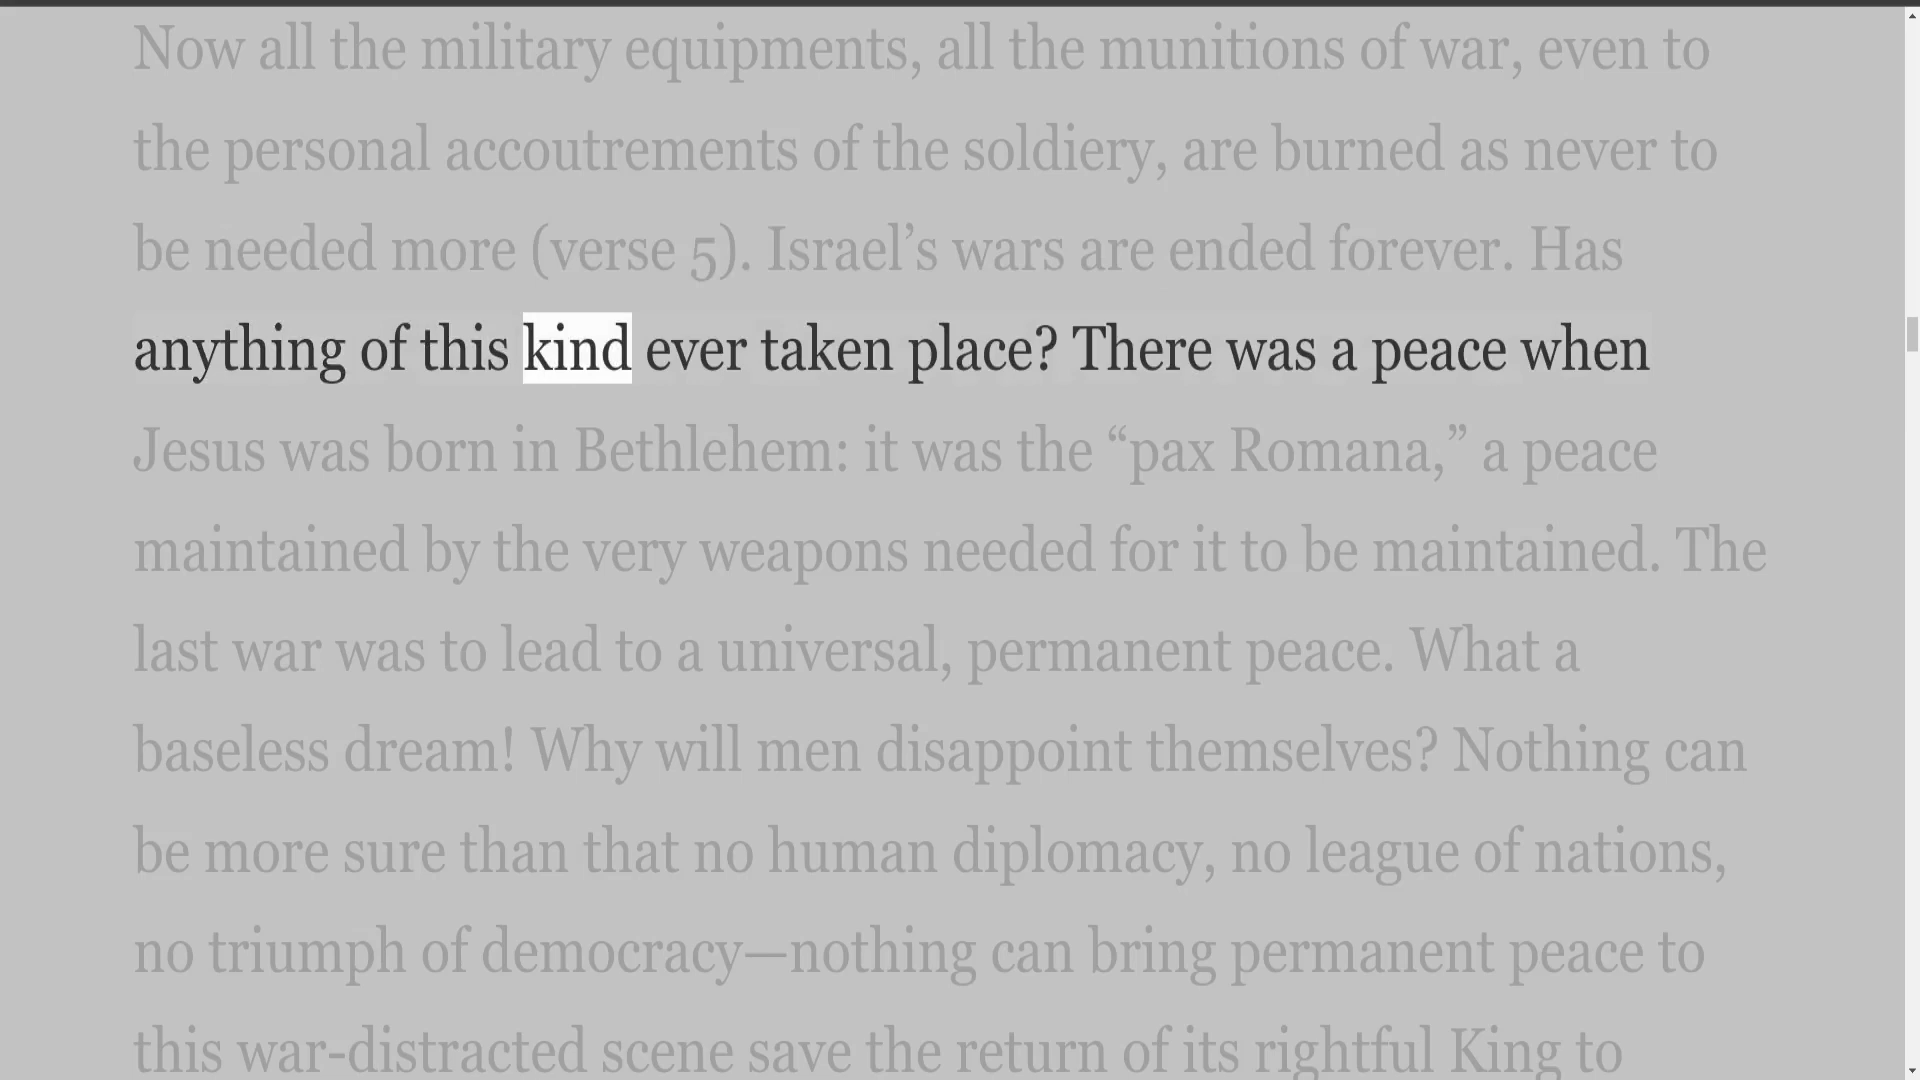 Now all the military equipments, all the munitions of war, even to
the personal accoutrements of the soldiery, are burned as never to
be needed more (verse 5). Israel’s wars are ended forever. Has
anything of this kind ever taken place? There was a peace when
Jesus was born in Bethlehem: it was the “pax Romana,” a peace
maintained by the very weapons needed for it to be maintained. The
last war was to lead to a universal, permanent peace. What a
baseless dream! Why will men disappoint themselves? Nothing can
be more sure than that no human diplomacy, no league of nations,
no triumph of democracy—nothing can bring permanent peace to
this war-distracted scene save the return of its rightful King to